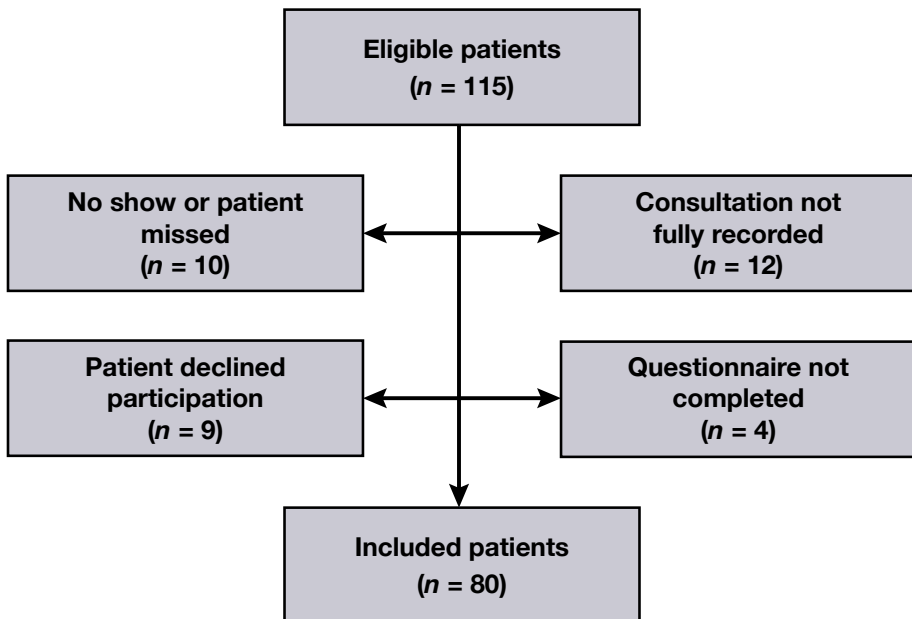 Eligible patients
(n = 115)
No show or patient
missed
(n = 10)
Consultation not
fully recorded
(n = 12)
Patient declined
participation
(n = 9)
Questionnaire not
completed
(n = 4)
Included patients
(n = 80)